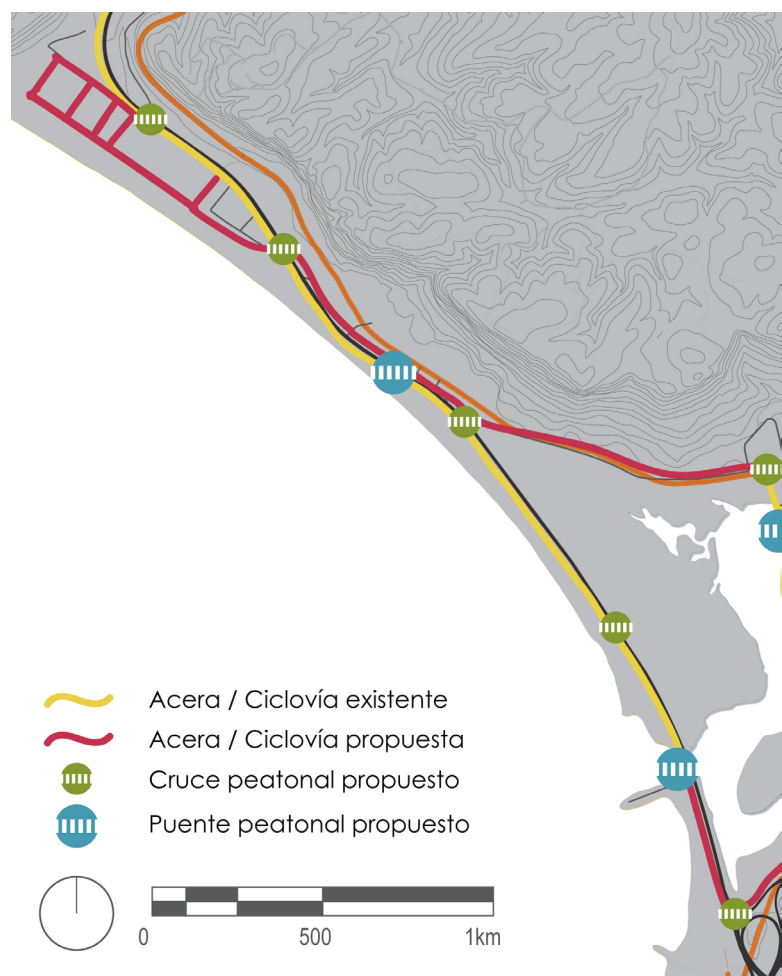 Acera / Ciclovía existente
Acera / Ciclovía propuesta
Cruce peatonal propuesto
Puente peatonal propuesto
0 500 1km